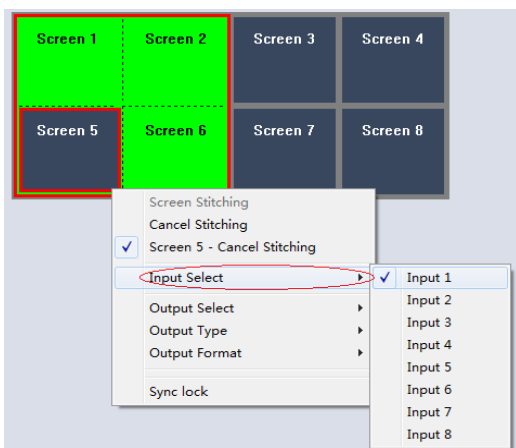 Screen 1 Screen 2 Screen 3 Screen 4
Screen 5 Screen 6 Screen 7 Screen 8
Screen Stitching
Cancel Stitching
Screen 5 - Cancel Stitching
Input Select
Output Select
Output Type
Output Format
Sync lock
Input 1
Input 2
Input 3
Input 4
Input 5
Input 6
Input 7
Input 8